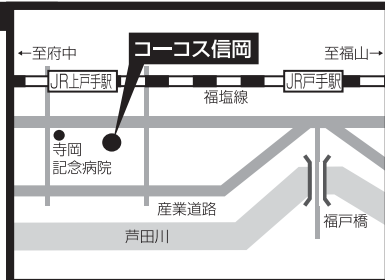 コーコス信岡
←至府中
至福山→
JR上戸手駅
JR戸手駅
福塩線
寺岡
記念病院
産業道路
福戸橋
芦田川